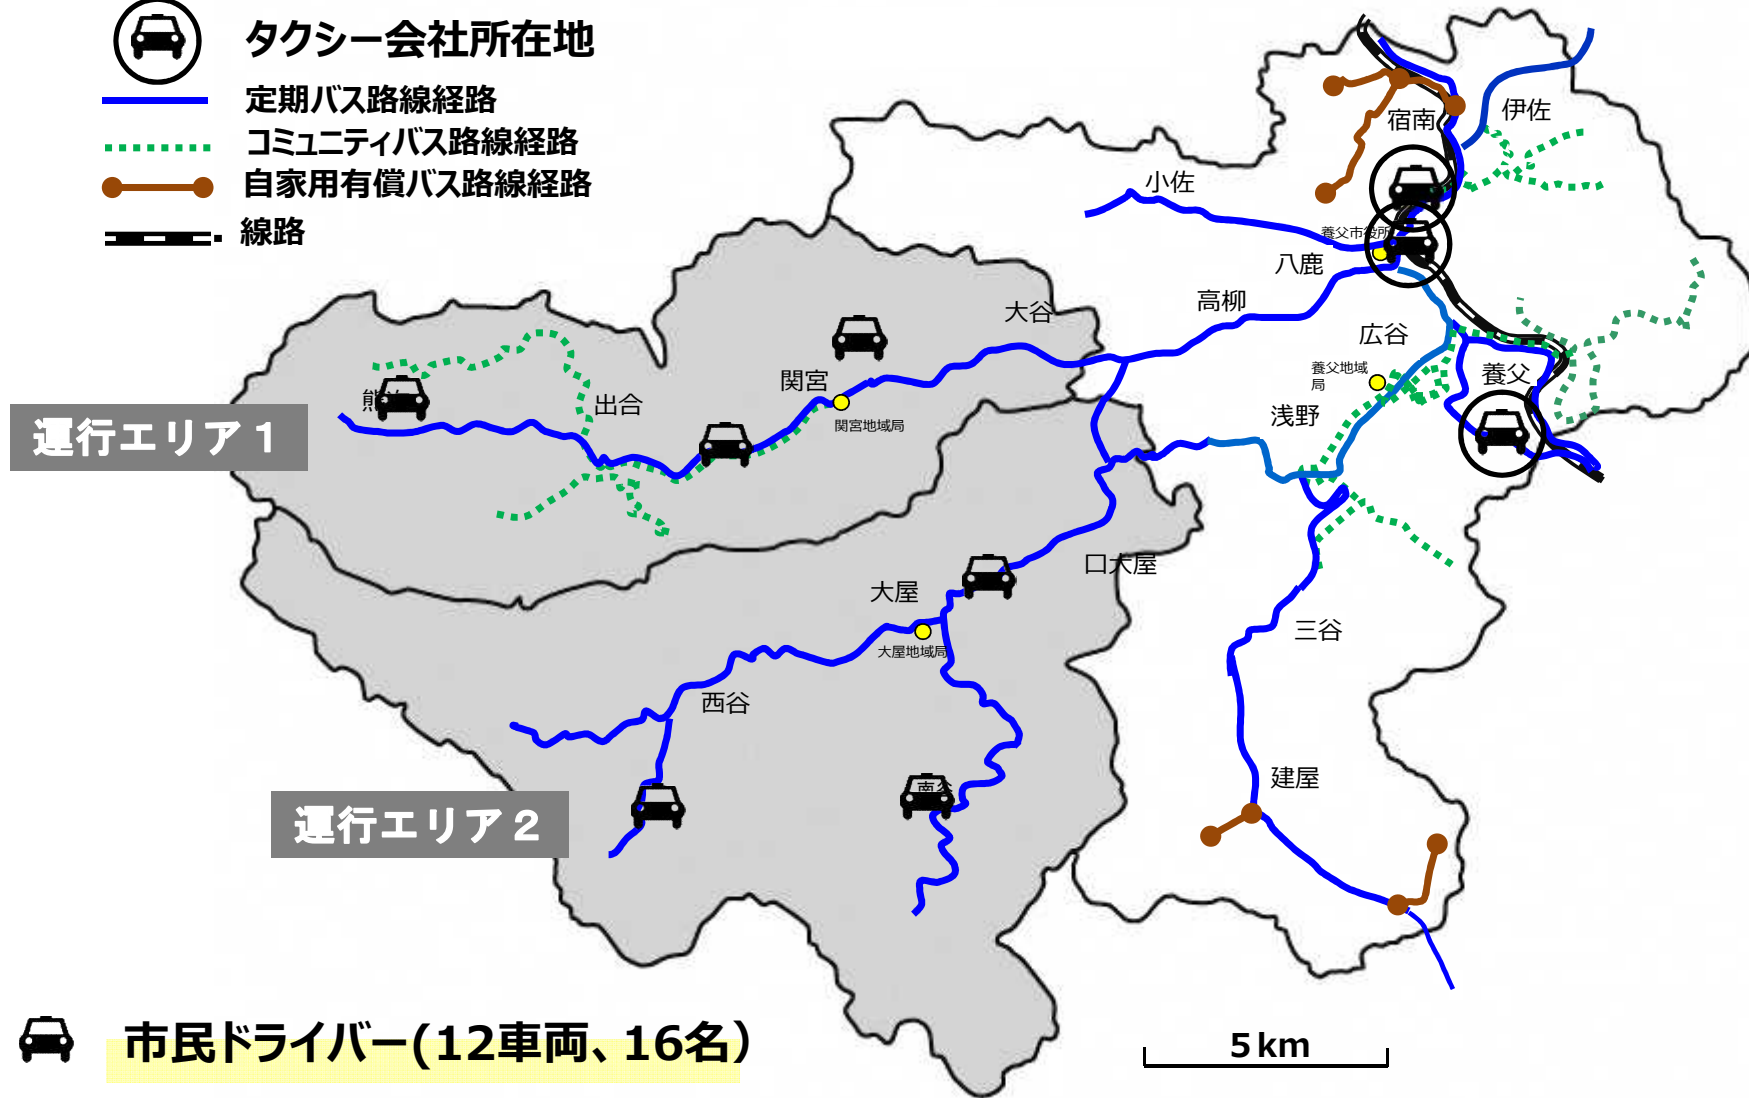 タクシー会社所在地
定期バス路線経路
コミュニティバス路線経路
自家用有償バス路線経路
線路
宿南
伊佐
小佐
養父市役所
八鹿
高柳
大谷
広谷
養父地域
局
養父
関宮
関宮地域局
浅野
出合
運行エリア１
口大屋
大屋
大屋地域局
三谷
西谷
建屋
南谷
運行エリア２
市民ドライバー(12車両、16名）
５km